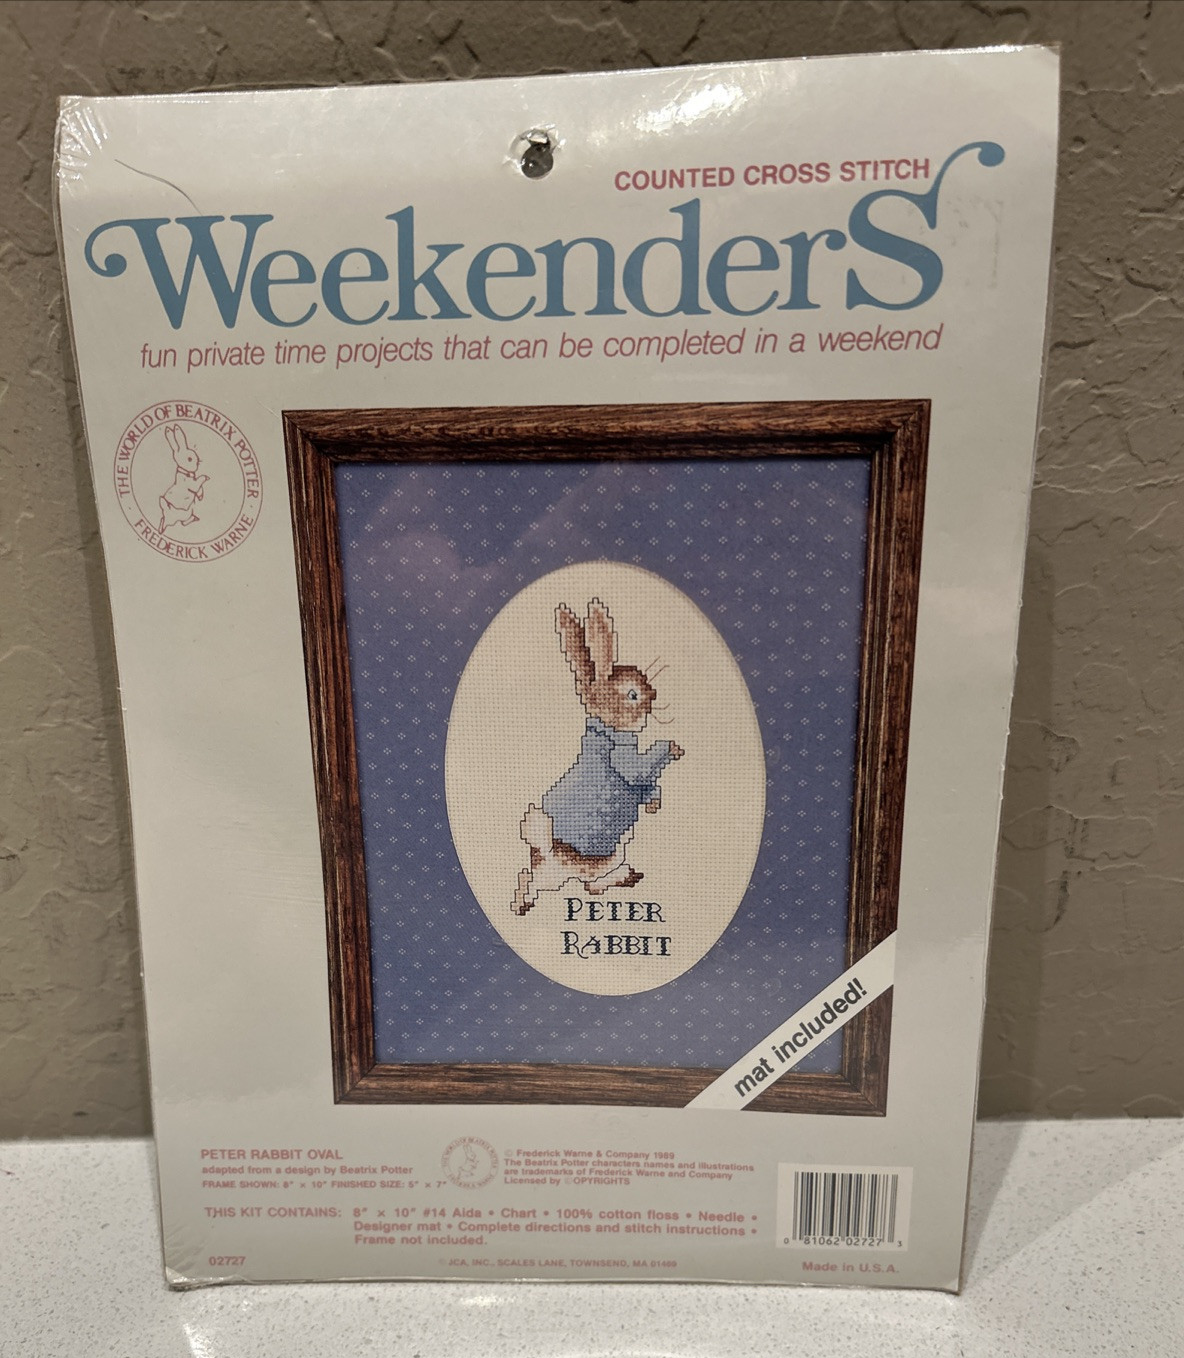 COUNTED CROSS STITCH
WeekenderS
fun private time projects that can be completed in a weekend
THE WORLD OF BEATRIX POTTER
· FREDERICK WARNE ·
PETER
RABBIT
mat included!
PETER RABBIT OVAL
adapted from a design by Beatrix Potter
FRAME SHOWN: 8" × 10" FINISHED SIZE: 5" × 7"
© Frederick Warne & Company 1989
The Beatrix Potter characters names and illustrations
are trademarks of Frederick Warne and Company
Licensed by ©OPYRIGHTS
THIS KIT CONTAINS: 8" × 10" #14 Aida • Chart • 100% cotton floss • Needle •
Designer mat • Complete directions and stitch instructions •
Frame not included.
0 81062 02727 3
02727
© JCA, INC., SCALES LANE, TOWNSEND, MA 01469
Made in U.S.A.